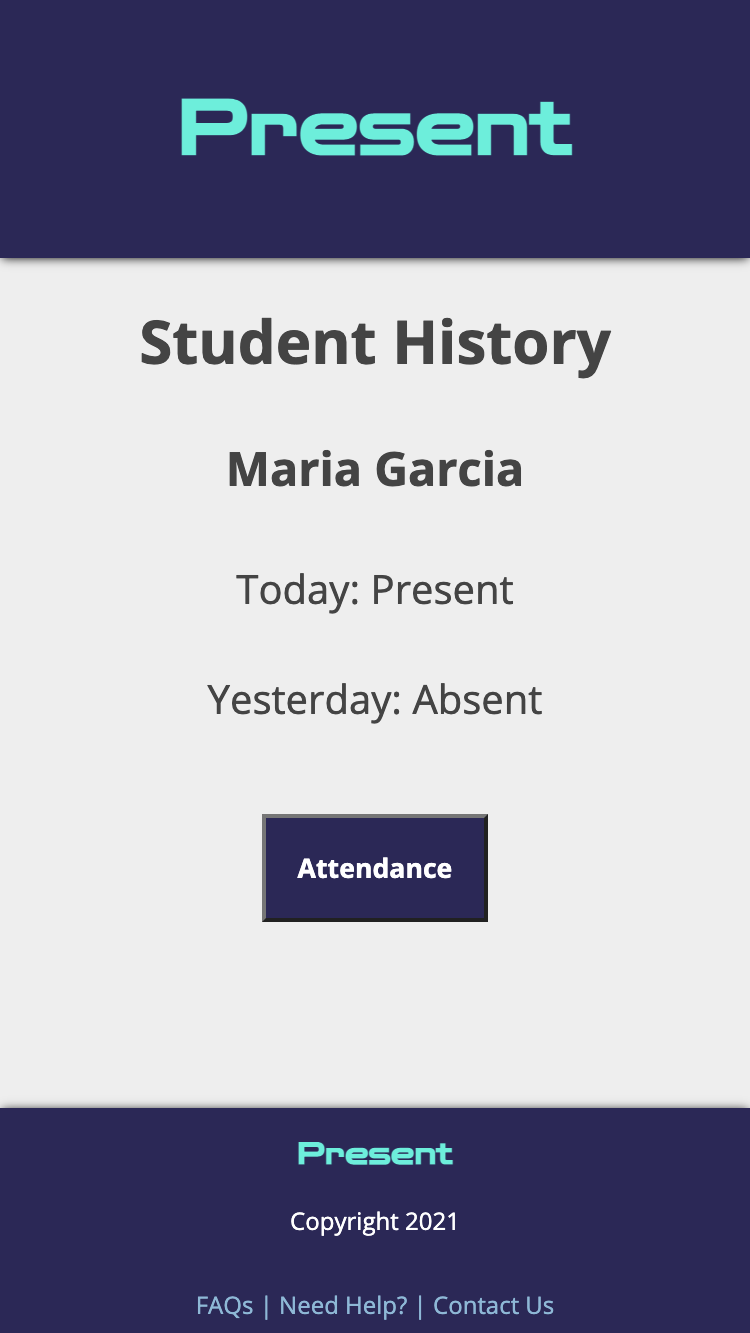 Present
Student History
Maria Garcia
Today: Present
Yesterday: Absent
Attendance
Present
Copyright 2021
FAQs | Need Help? | Contact Us